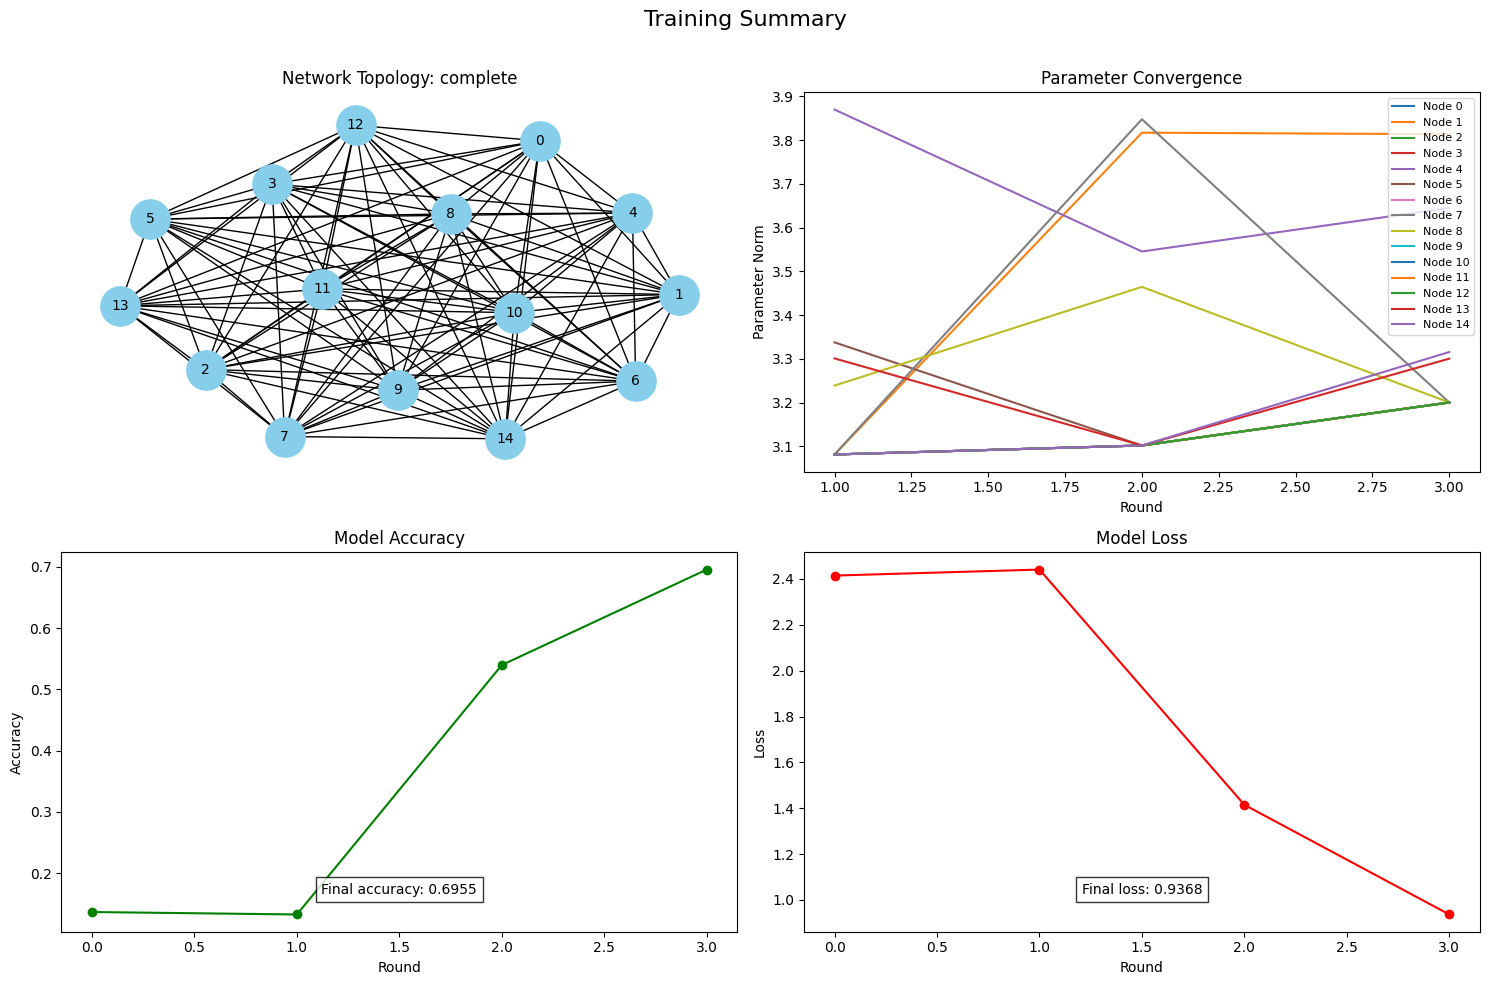 Training Summary
Network Topology: complete
12
0
3
8
4
5
11
1
13
10
2
9
6
7
14
Parameter Convergence
3.9
3.8
3.7
3.6
3.5
3.4
3.3
3.2
3.1
Parameter Norm
Node 0
Node 1
Node 2
Node 3
Node 4
Node 5
Node 6
Node 7
Node 8
Node 9
Node 10
Node 11
Node 12
Node 13
Node 14
1.00 1.25 1.50 1.75 2.00 2.25 2.50 2.75 3.00
Round
Model Accuracy
0.7
0.6
0.5
0.4
0.3
0.2
Accuracy
Final accuracy: 0.6955
0.0 0.5 1.0 1.5 2.0 2.5 3.0
Round
Model Loss
2.4
2.2
2.0
1.8
1.6
1.4
1.2
1.0
Loss
Final loss: 0.9368
0.0 0.5 1.0 1.5 2.0 2.5 3.0
Round